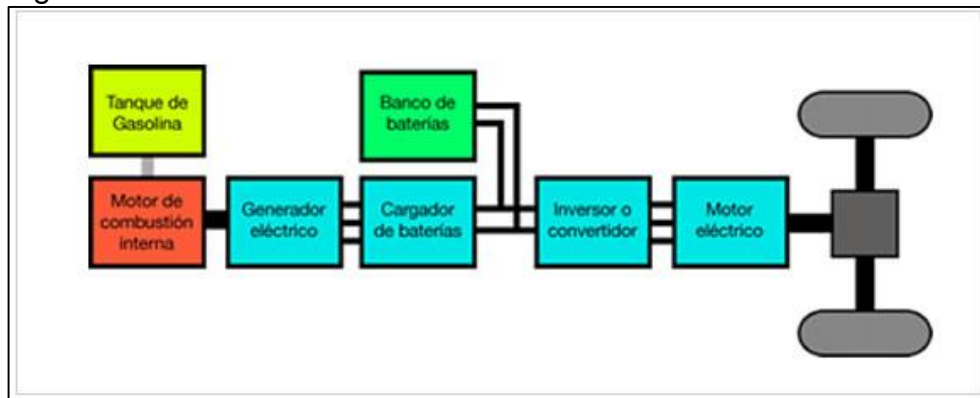 Tanque de
Gasolina
Banco de
baterías
Motor de
combustión
interna
Generador
eléctrico
Cargador
de baterías
Inversor o
convertidor
Motor
eléctrico